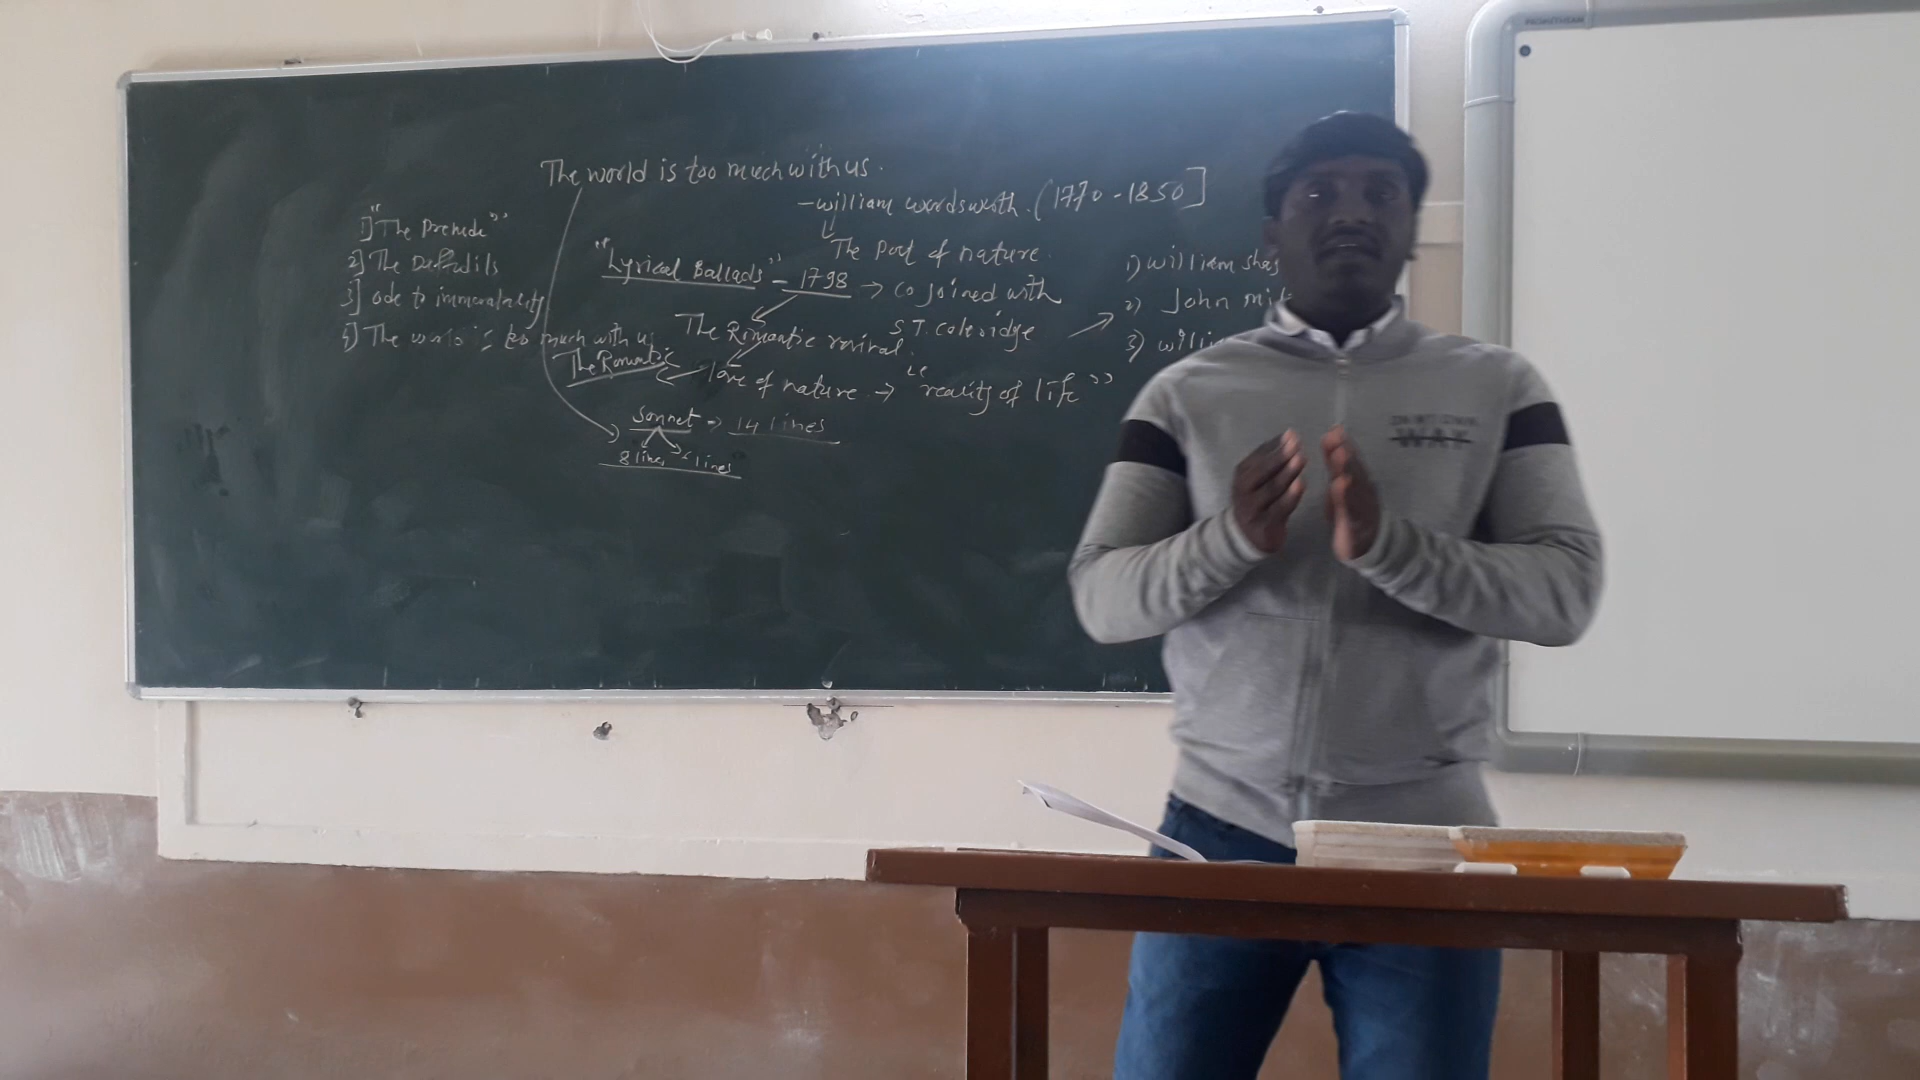 The world is too much with us.
- william wordsworth. (1770 - 1850]
The Poet of nature.
"Lyrical Ballads" - 1798 → co joined with
S.T. Coleridge
The Romantic revival.
The Romantic
love of nature → "reality of life"
sonnet → 14 lines
8 lines 6 lines
1] "The Prelude"
2] The Daffodils
3] ode to immortality
4] The world is too much with us
1) william
2) John
3)